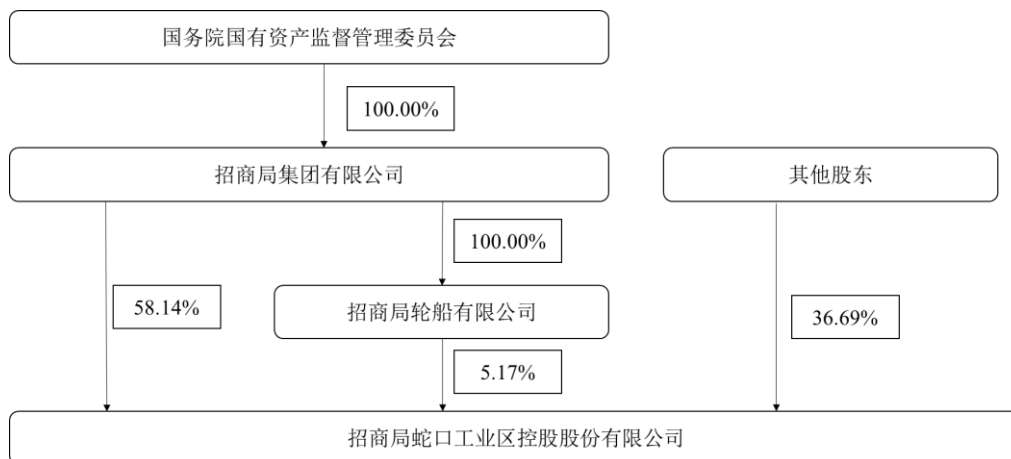 国务院国有资产监督管理委员会
100.00%
招商局集团有限公司
其他股东
100.00%
58.14%
招商局轮船有限公司
36.69%
5.17%
招商局蛇口工业区控股股份有限公司